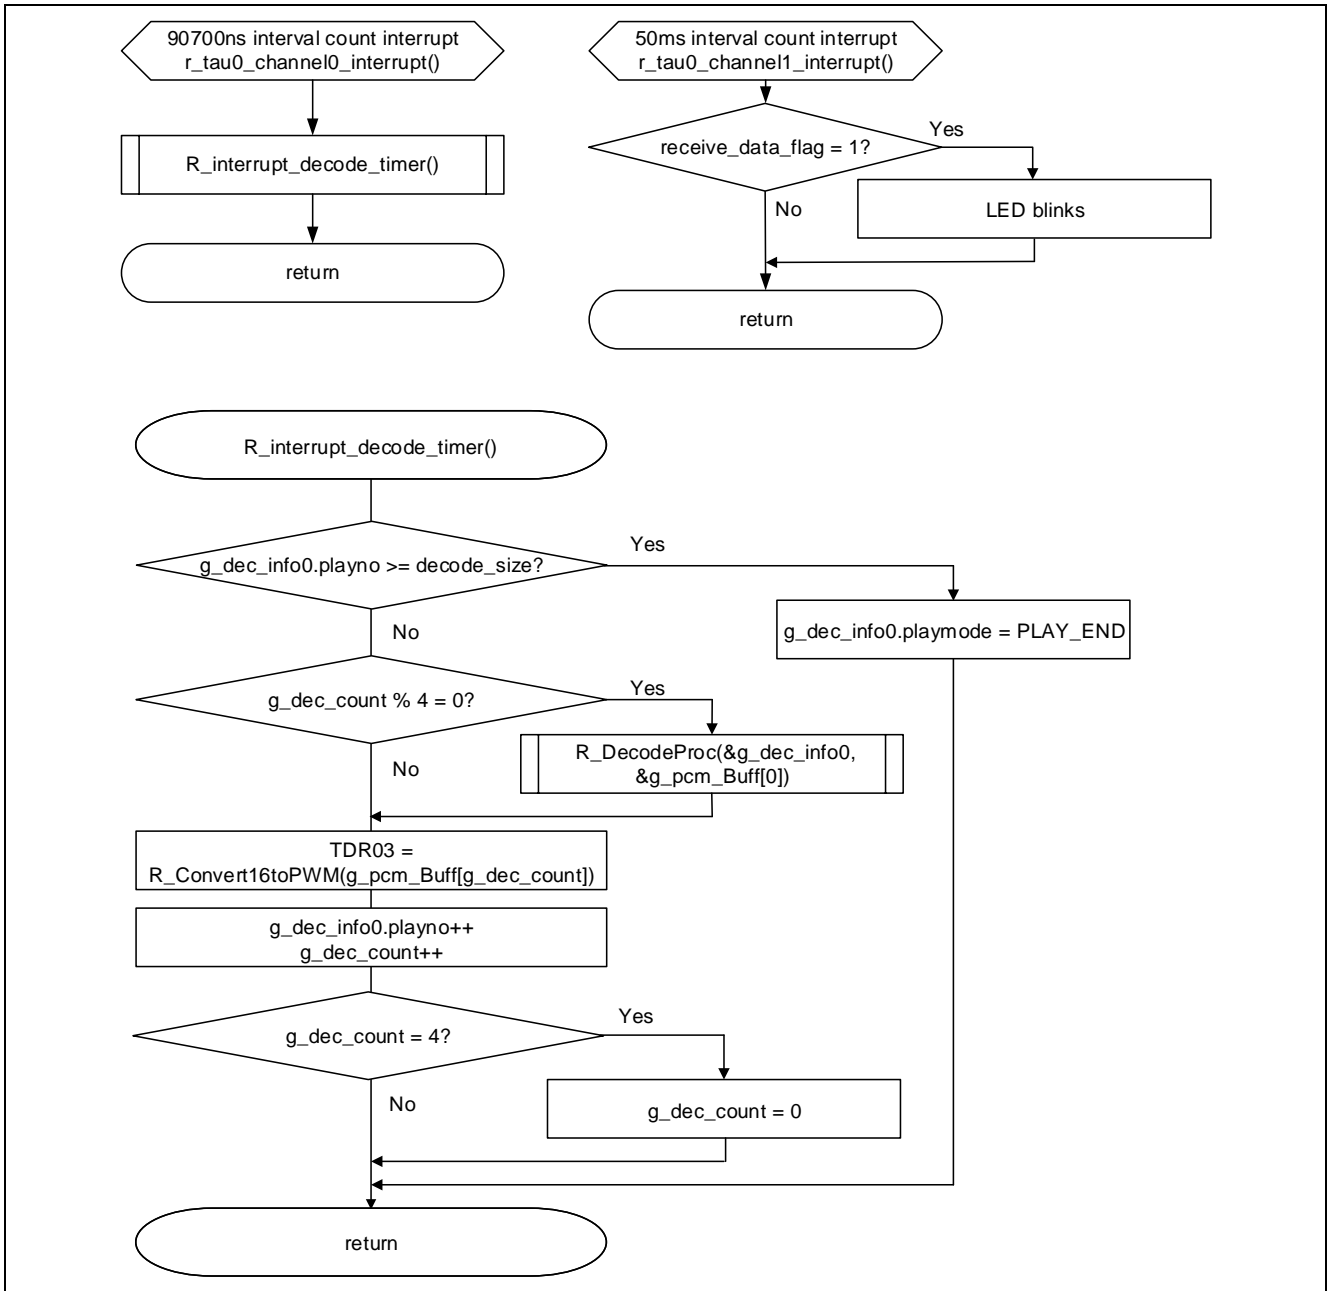 90700ns interval count interrupt
r_tau0_channel0_interrupt()
R_interrupt_decode_timer()
return
50ms interval count interrupt
r_tau0_channel1_interrupt()
receive_data_flag = 1?
Yes
No
LED blinks
return
R_interrupt_decode_timer()
g_dec_info0.playno >= decode_size?
Yes
g_dec_info0.playmode = PLAY_END
No
g_dec_count % 4 = 0?
Yes
R_DecodeProc(&g_dec_info0,
&g_pcm_Buff[0])
No
TDR03 =
R_Convert16toPWM(g_pcm_Buff[g_dec_count])
g_dec_info0.playno++
g_dec_count++
g_dec_count = 4?
Yes
g_dec_count = 0
No
return